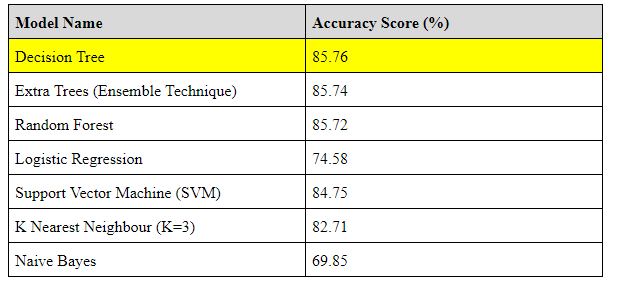 Model Name Accuracy Score (%)
Decision Tree 85.76
Extra Trees (Ensemble Technique) 85.74
Random Forest 85.72
Logistic Regression 74.58
Support Vector Machine (SVM) 84.75
K Nearest Neighbour (K=3) 82.71
Naive Bayes 69.85